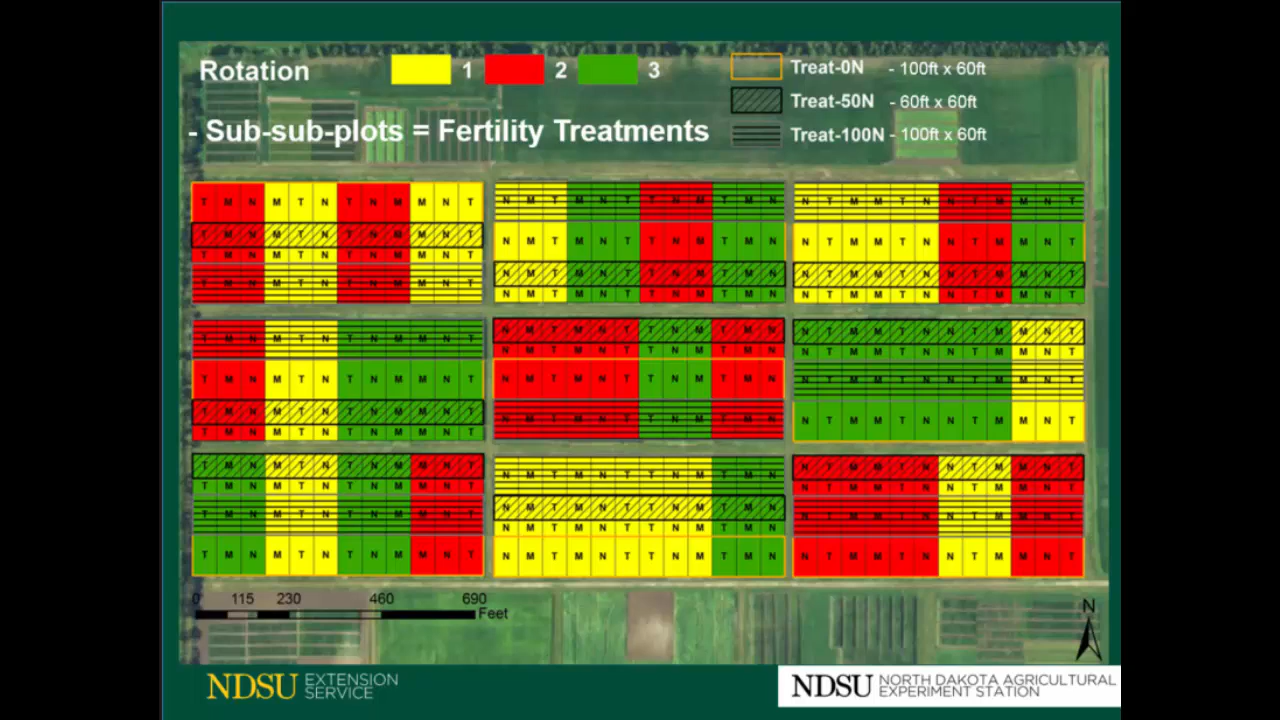 Rotation 1 2 3
Treat-0N - 100ft x 60ft
Treat-50N - 60ft x 60ft
- Sub-sub-plots = Fertility Treatments
Treat-100N - 100ft x 60ft
T M N M T N T N M M N T N M T M N T T N M T M N N T M M T N N T M M N T
T M N M T N T N M M N T N M T M N T T N M T M N N T M M T N N T M M N T
T M N M T N T N M M N T N M T M N T T N M T M N N T M M T N N T M M N T
T M N M T N T N M M N T N M T M N T T N M T M N N T M M T N N T M M N T
T M N M T N T N M M N T N M T M N T T N M T M N N T M M T N N T M M N T
T M N M T N T N M M N T N M T M N T T N M T M N N T M M T N N T M M N T
T M N M T N T N M M N T N M T M N T T N M T M N N T M M T N N T M M N T
T M N M T N T N M M N T N M T M N T T N M T M N N T M M T N N T M M N T
T M N M T N T N M M N T N M T M N T T N M T M N N T M M T N N T M M N T
T M N M T N T N M M N T N M T M N T T N M T M N N T M M T N N T M M N T
T M N M T N T N M M N T N M T M N T T N M T M N N T M M T N N T M M N T
T M N M T N T N M M N T N M T M N T T N M T M N N T M M T N N T M M N T
0 115 230 460 690
Feet
N
NDSU EXTENSION
SERVICE
NDSU NORTH DAKOTA AGRICULTURAL
EXPERIMENT STATION